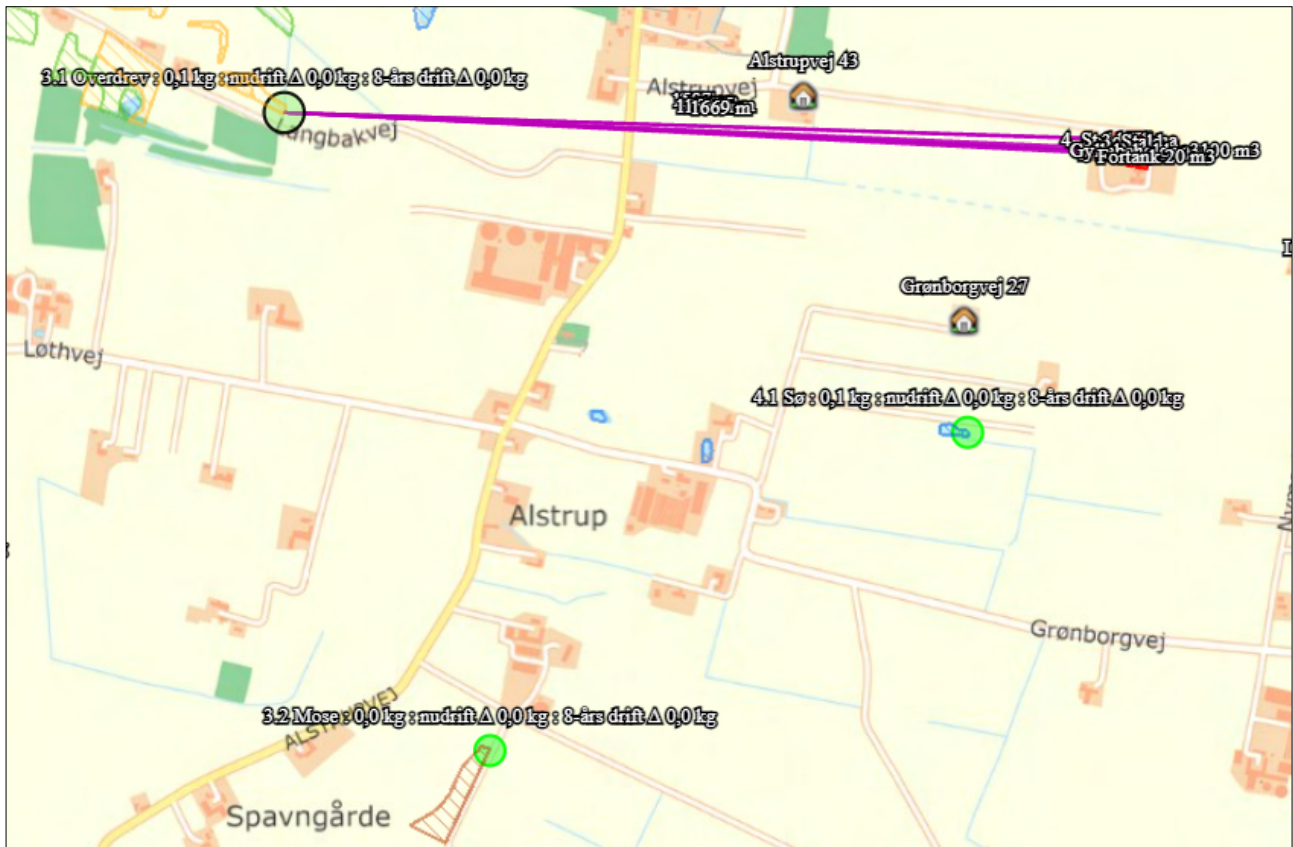 Alstrupvej 43
3.1 Overdrev : 0,1 kg : nudrift Δ 0,0 kg : 8-års drift Δ 0,0 kg
Alstrupvej
1669 m
Langbakvej
Fortank 20 m3
Grønborgvej 27
Løthvej
4.1 Sø : 0,1 kg : nudrift Δ 0,0 kg : 8-års drift Δ 0,0 kg
Alstrup
Grønborgvej
ALSTRUPVEJ
3.2 Mose : 0,0 kg : nudrift Δ 0,0 kg : 8-års drift Δ 0,0 kg
Spavngårde